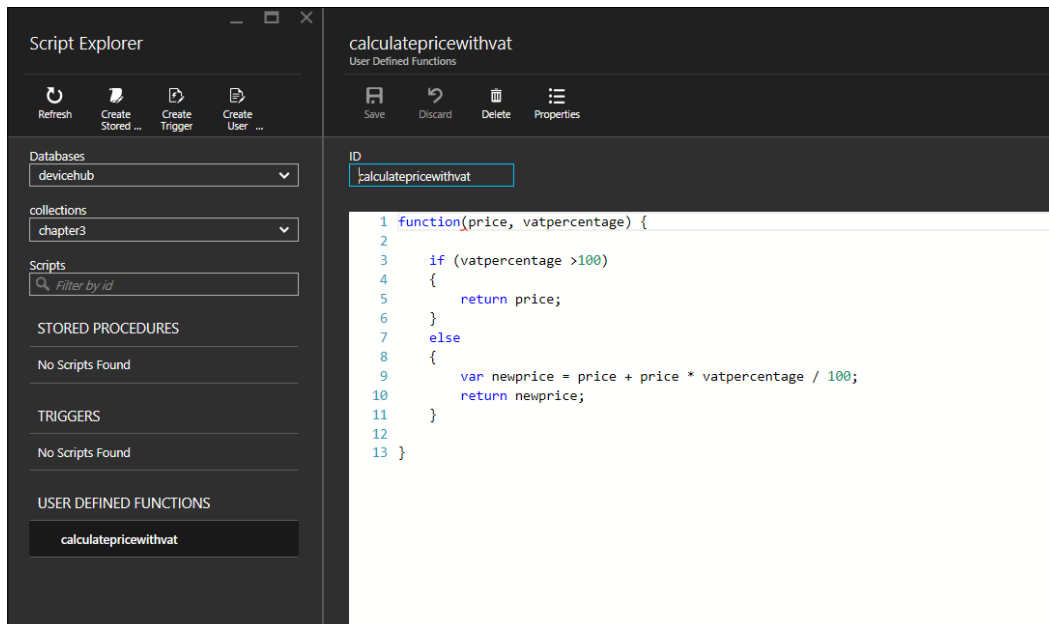 Script Explorer
Refresh
Create
Stored ...
Create
Trigger
Create
User ...
Databases
devicehub
collections
chapter3
Scripts
Filter by id
STORED PROCEDURES
No Scripts Found
TRIGGERS
No Scripts Found
USER DEFINED FUNCTIONS
calculatepricewithvat
calculatepricewithvat
User Defined Functions
Save
Discard
Delete
Properties
ID
calculatepricewithvat
1 function(price, vatpercentage) {
2
3     if (vatpercentage >100)
4     {
5         return price;
6     }
7     else
8     {
9         var newprice = price + price * vatpercentage / 100;
10         return newprice;
11     }
12
13 }